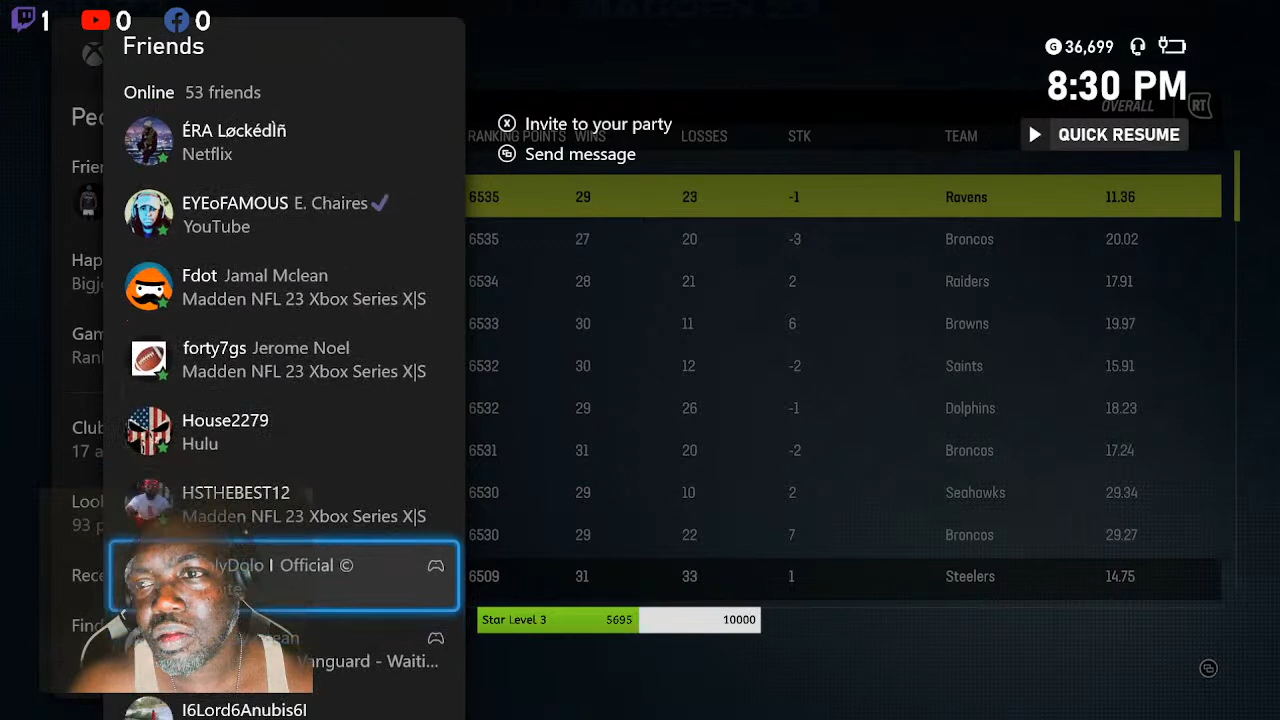 1 0 0
Friends
Online 53 friends
ÉRA LøckédÌñ
Netflix
EYEoFAMOUS E. Chaires
YouTube
Fdot Jamal Mclean
Madden NFL 23 Xbox Series X|S
forty7gs Jerome Noel
Madden NFL 23 Xbox Series X|S
House2279
Hulu
HSTHEBEST12
Madden NFL 23 Xbox Series X|S
Official ©
Vanguard - Waiti...
I6Lord6Anubis6I
Invite to your party
Send message
G 36,699
8:30 PM
QUICK RESUME
OVERALL RT
RANKING POINTS WINS LOSSES STK TEAM
6535 29 23 -1 Ravens 11.36
6535 27 20 -3 Broncos 20.02
6534 28 21 2 Raiders 17.91
6533 30 11 6 Browns 19.97
6532 30 12 -2 Saints 15.91
6532 29 26 -1 Dolphins 18.23
6531 31 20 -2 Broncos 17.24
6530 29 10 2 Seahawks 29.34
6530 29 22 7 Broncos 29.27
6509 31 33 1 Steelers 14.75
Star Level 3 5695 10000